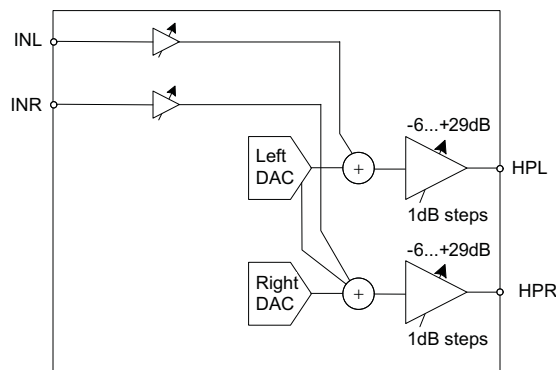 INL
INR
-6...+29dB
Left
DAC
+
HPL
1dB steps
-6...+29dB
Right
DAC
+
HPR
1dB steps